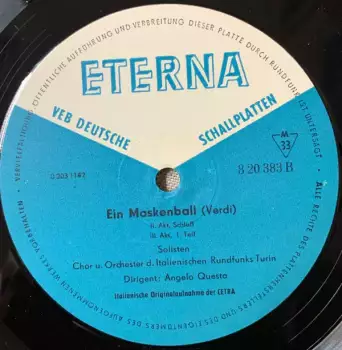 ETERNA
VEB DEUTSCHE
SCHALLPLATTEN
M
33
8 20 383 B
Ein Maskenball (Verdi)
II. Akt, Schluß
III. Akt, 1. Teil
Solisten
Chor u. Orchester d. Italienischen Rundfunks Turin
Dirigent: Angelo Questa
Italienische Originalaufnahme der CETRA
ÖFFENTLICHE AUFFÜHRUNG UND VERBREITUNG DIESER PLATTE DURCH RUNDFUNK IST UNTERSAGT
ALLE RECHTE DES PLATTENHERSTELLERS UND DES EIGENTÜMERS DES AUFGENOMMENEN WERKES VORBEHALTEN